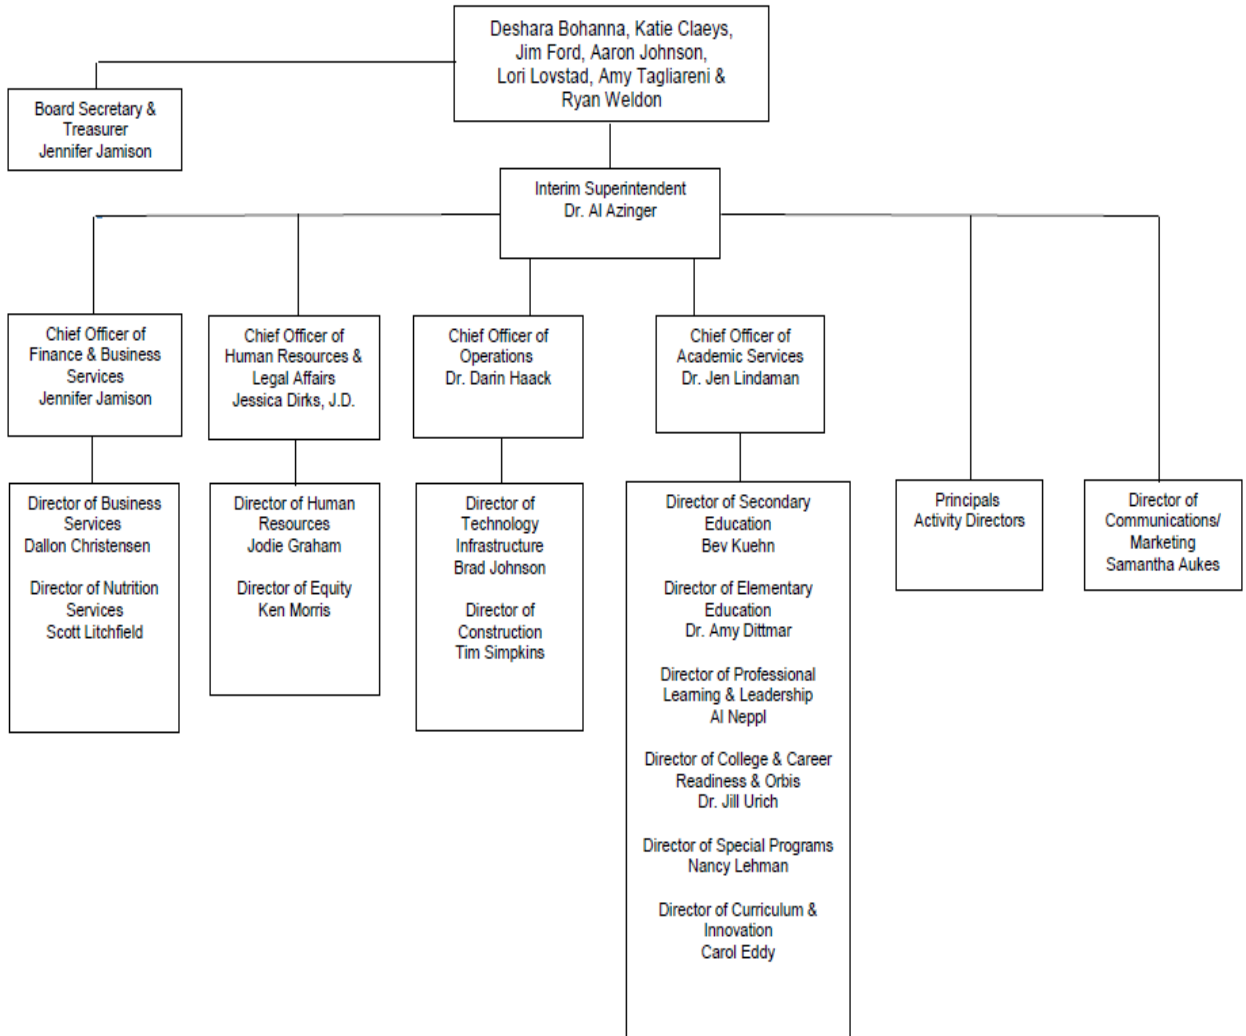 Deshara Bohanna, Katie Claeys,
Jim Ford, Aaron Johnson,
Lori Lovstad, Amy Tagliareni &
Ryan Weldon
Board Secretary &
Treasurer
Jennifer Jamison
Interim Superintendent
Dr. Al Azinger
Chief Officer of
Finance & Business
Services
Jennifer Jamison
Chief Officer of
Human Resources &
Legal Affairs
Jessica Dirks, J.D.
Chief Officer of
Operations
Dr. Darin Haack
Chief Officer of
Academic Services
Dr. Jen Lindaman
Director of Business
Services
Dallon Christensen
Director of Nutrition
Services
Scott Litchfield
Director of Human
Resources
Jodie Graham
Director of Equity
Ken Morris
Director of
Technology
Infrastructure
Brad Johnson
Director of
Construction
Tim Simpkins
Director of Secondary
Education
Bev Kuehn
Director of Elementary
Education
Dr. Amy Dittmar
Director of Professional
Learning & Leadership
Al Neppl
Director of College & Career
Readiness & Orbis
Dr. Jill Urich
Director of Special Programs
Nancy Lehman
Director of Curriculum &
Innovation
Carol Eddy
Principals
Activity Directors
Director of
Communications/
Marketing
Samantha Aukes